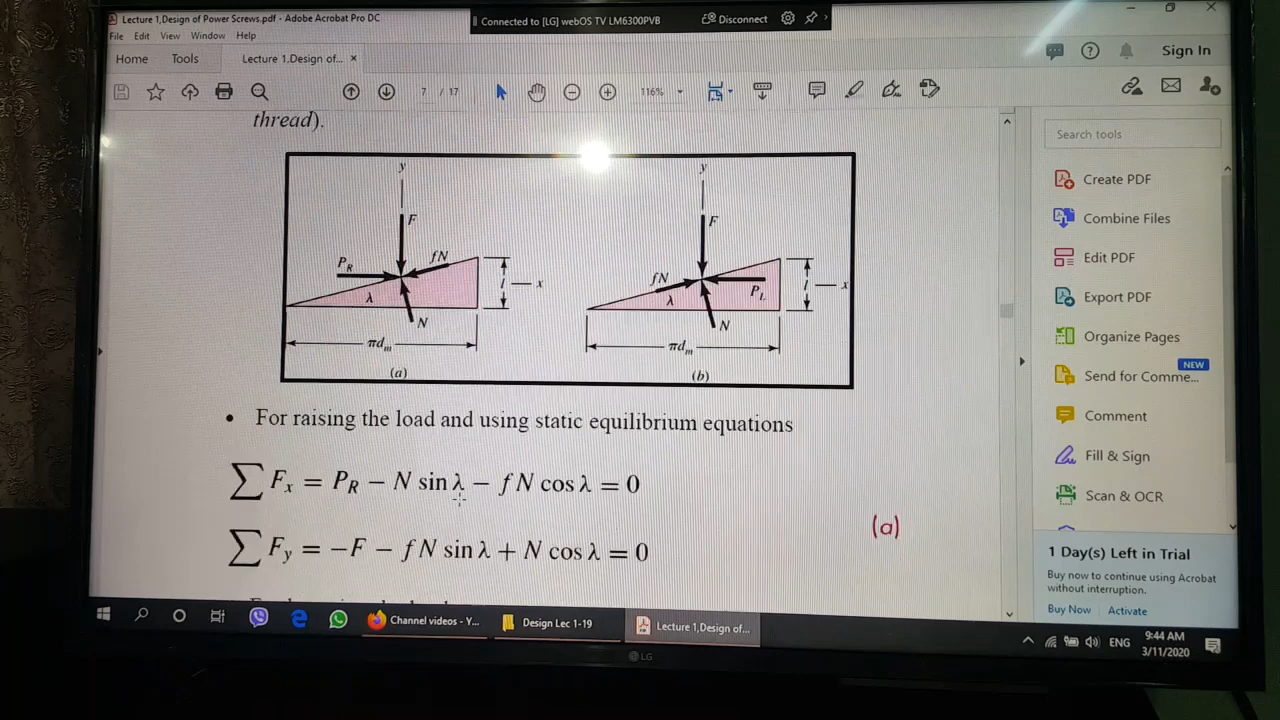 Lecture 1,Design of Power Screws.pdf - Adobe Acrobat Pro DC
Connected to [LG] webOS TV LM6300PVB
Disconnect
File Edit View Window Help
Home Tools Lecture 1.Design of... ×
Sign In
7 / 17
116%
thread).
Search tools
Create PDF
Combine Files
Edit PDF
Export PDF
Organize Pages
NEW
Send for Comme...
Comment
Fill & Sign
Scan & OCR
y
F
P_R
fN
λ
l
x
N
πd_m
(a)
y
F
fN
λ
P_L
l
x
N
πd_m
(b)
• For raising the load and using static equilibrium equations
∑ F_x = P_R − N sin λ − fN cos λ = 0
(a)
∑ F_y = −F − fN sin λ + N cos λ = 0
1 Day(s) Left in Trial
Buy now to continue using Acrobat
without interruption.
Buy Now Activate
Channel videos - Y...
Design Lec 1-19
Lecture 1,Design of...
ENG
9:44 AM
3/11/2020
LG